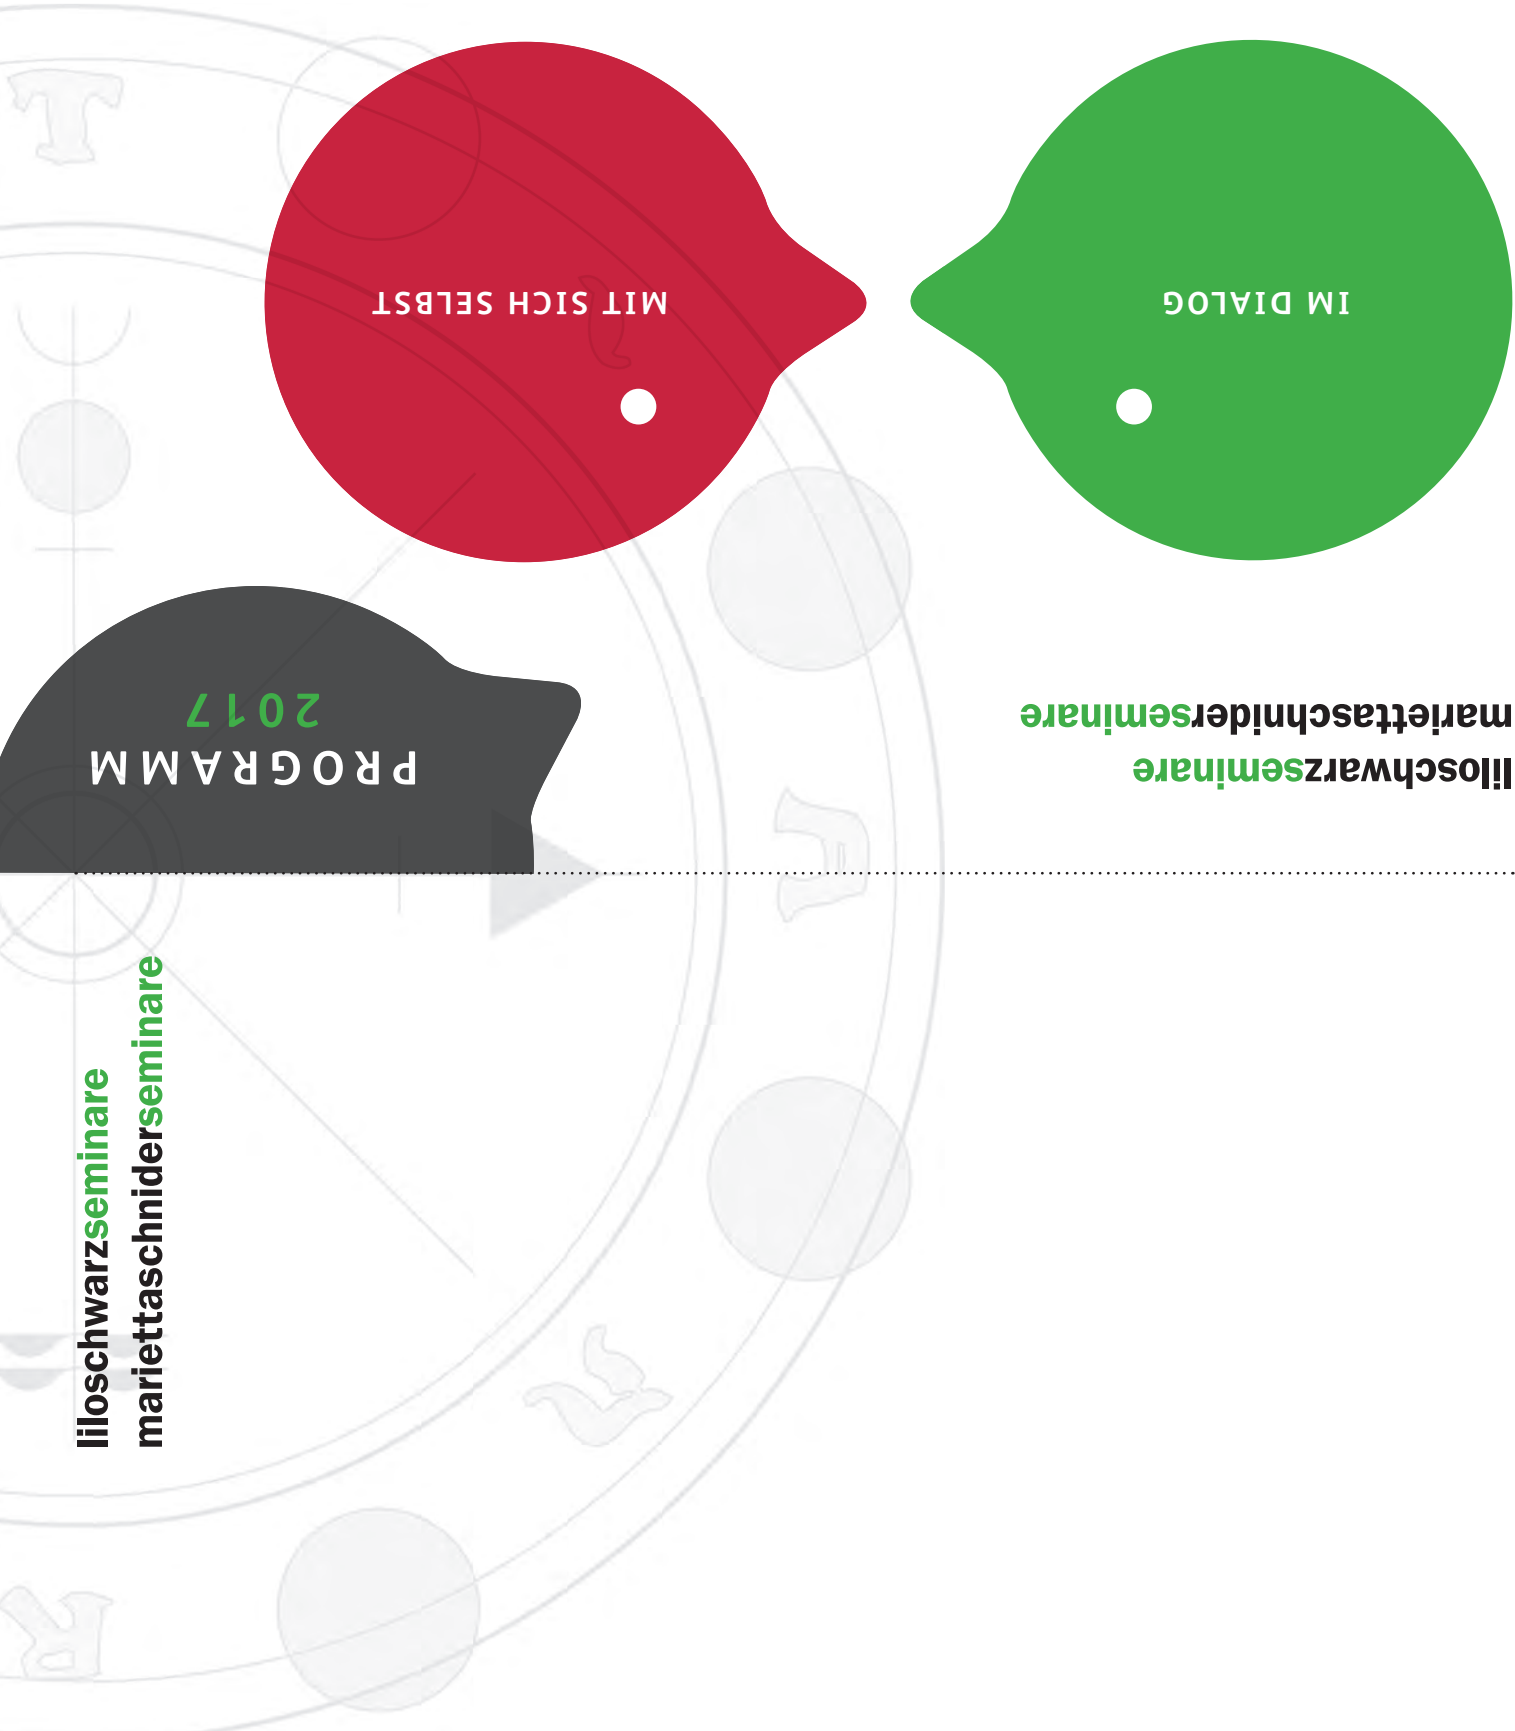 liloschwarzseminare
mariettaschniderseminare
PROGRAMM
2017
IM DIALOG
MIT SICH SELBST
liloschwarzseminare
mariettaschniderseminare
T
R